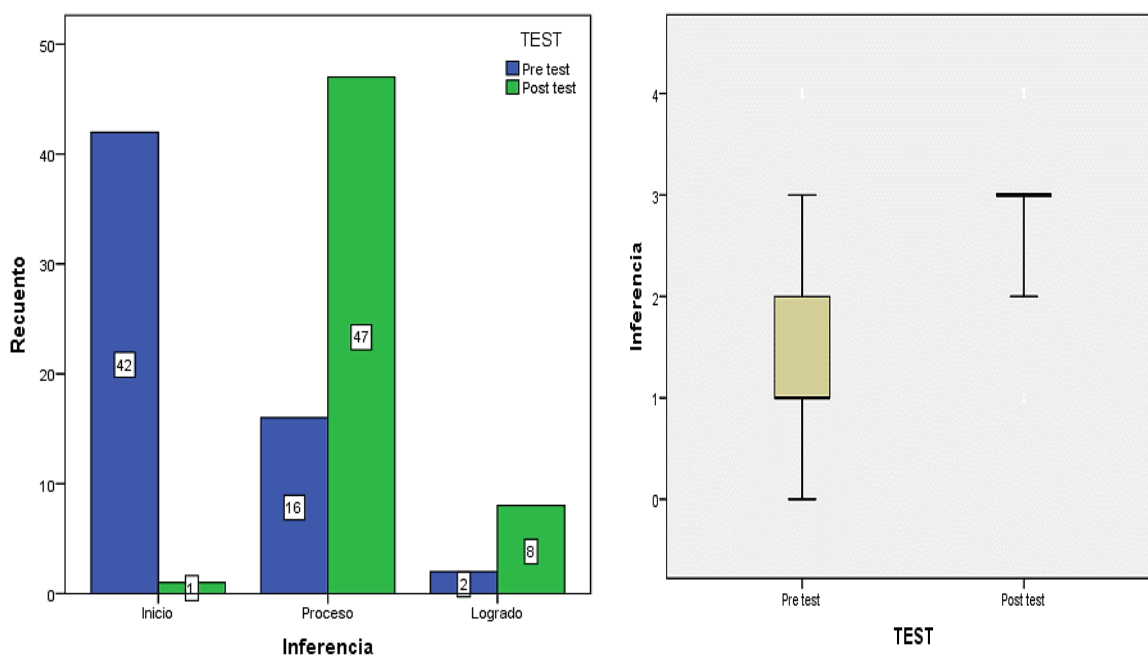 TEST
Pre test
Post test
Recuento
50
40
30
20
10
0
42
1
16
47
2
8
Inicio
Proceso
Logrado
Inferencia
Inferencia
4
3
2
1
0
Pre test
Post test
TEST